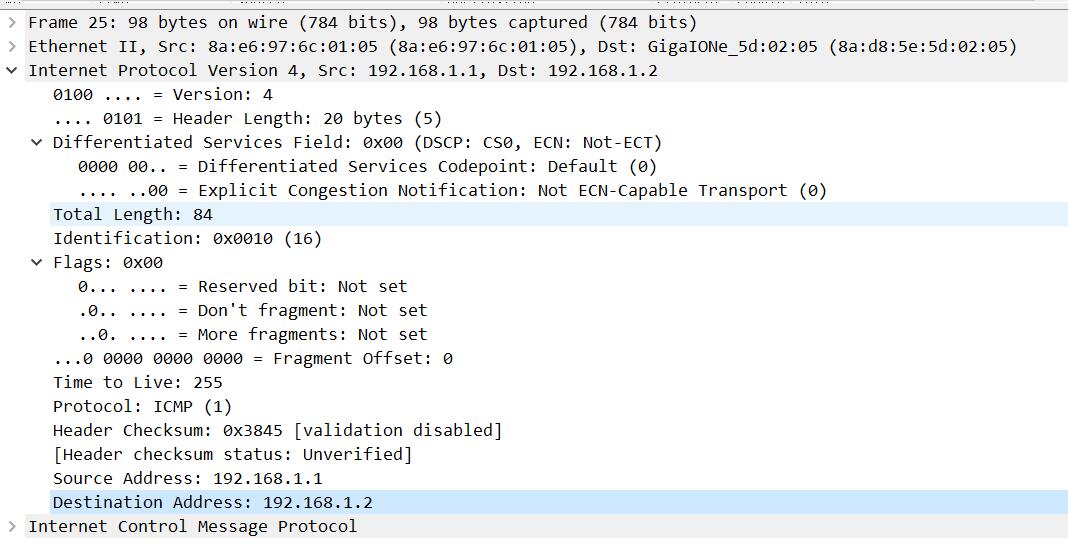 Frame 25: 98 bytes on wire (784 bits), 98 bytes captured (784 bits)
Ethernet II, Src: 8a:e6:97:6c:01:05 (8a:e6:97:6c:01:05), Dst: GigaIONe_5d:02:05 (8a:d8:5e:5d:02:05)
Internet Protocol Version 4, Src: 192.168.1.1, Dst: 192.168.1.2
0100 .... = Version: 4
.... 0101 = Header Length: 20 bytes (5)
Differentiated Services Field: 0x00 (DSCP: CS0, ECN: Not-ECT)
0000 00.. = Differentiated Services Codepoint: Default (0)
.... ..00 = Explicit Congestion Notification: Not ECN-Capable Transport (0)
Total Length: 84
Identification: 0x0010 (16)
Flags: 0x00
0... .... = Reserved bit: Not set
.0.. .... = Don't fragment: Not set
..0. .... = More fragments: Not set
...0 0000 0000 0000 = Fragment Offset: 0
Time to Live: 255
Protocol: ICMP (1)
Header Checksum: 0x3845 [validation disabled]
[Header checksum status: Unverified]
Source Address: 192.168.1.1
Destination Address: 192.168.1.2
Internet Control Message Protocol